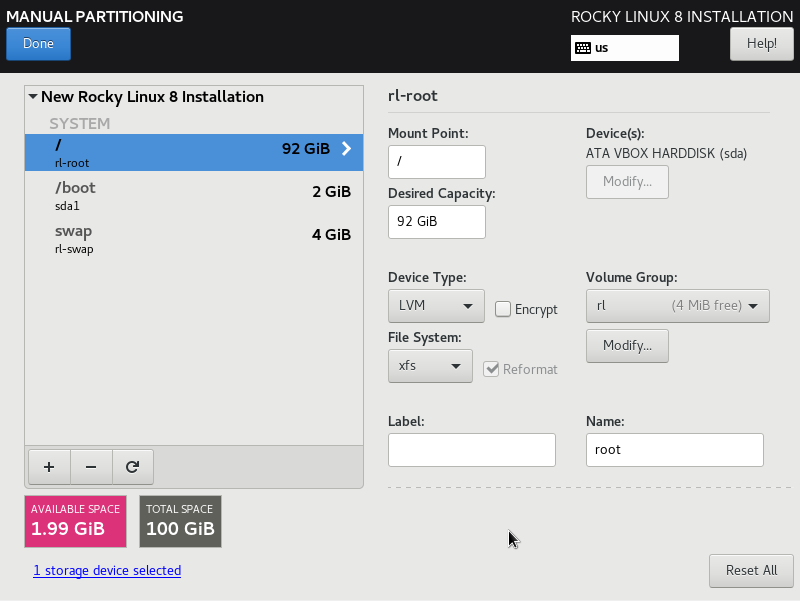 MANUAL PARTITIONING
ROCKY LINUX 8 INSTALLATION
Done
us
Help!
New Rocky Linux 8 Installation
SYSTEM
/
92 GiB
rl-root
/boot
2 GiB
sda1
swap
4 GiB
rl-swap
+ −
AVAILABLE SPACE
1.99 GiB
TOTAL SPACE
100 GiB
1 storage device selected
rl-root
Mount Point:
/
Desired Capacity:
92 GiB
Device(s):
ATA VBOX HARDDISK (sda)
Modify...
Device Type:
LVM
Encrypt
Volume Group:
rl (4 MiB free)
Modify...
File System:
xfs
Reformat
Label:
Name:
root
Reset All